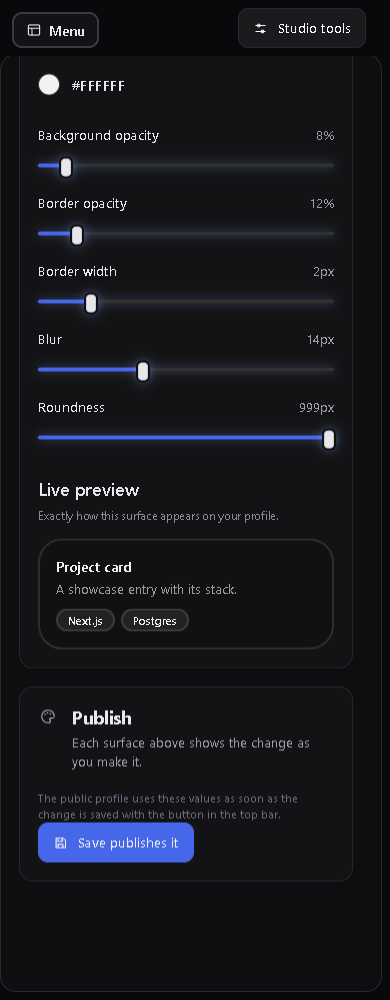 Menu
Studio tools
#FFFFFF
Background opacity 8%
Border opacity 12%
Border width 2px
Blur 14px
Roundness 999px
Live preview
Exactly how this surface appears on your profile.
Project card
A showcase entry with its stack.
Next.js Postgres
Publish
Each surface above shows the change as
you make it.
The public profile uses these values as soon as the
change is saved with the button in the top bar.
Save publishes it